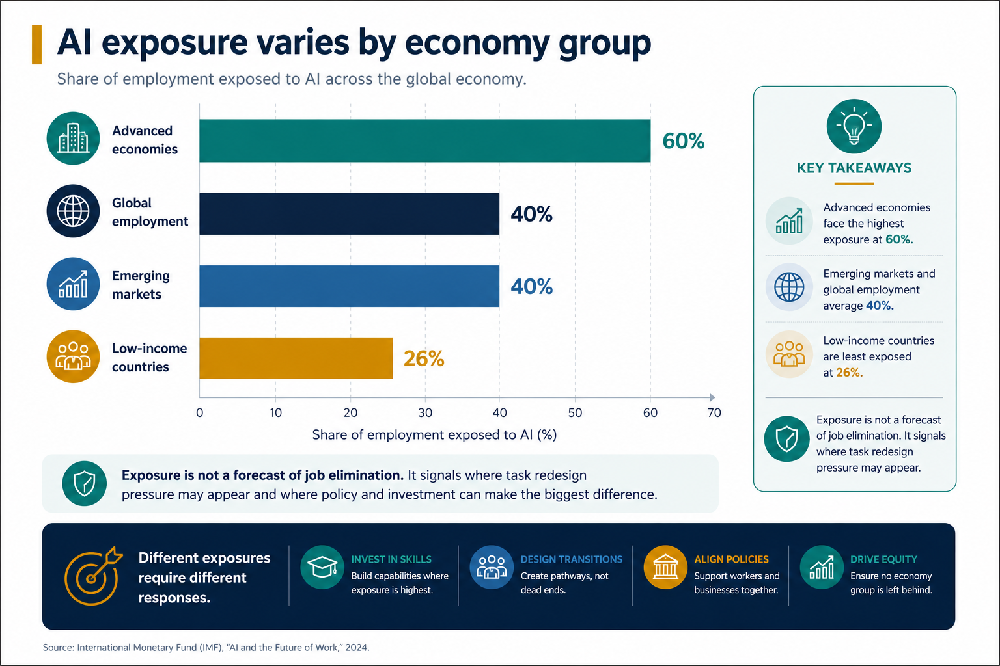 AI exposure varies by economy group
Share of employment exposed to AI across the global economy.
Advanced
economies
60%
Global
employment
40%
Emerging
markets
40%
Low-income
countries
26%
0 10 20 30 40 50 60 70
Share of employment exposed to AI (%)
KEY TAKEAWAYS
Advanced economies
face the highest
exposure at 60%.
Emerging markets and
global employment
average 40%.
Low-income countries
are least exposed
at 26%.
Exposure is not a forecast
of job elimination. It signals
where task redesign
pressure may appear.
Exposure is not a forecast of job elimination. It signals where task redesign
pressure may appear and where policy and investment can make the biggest difference.
Different exposures
require different
responses.
INVEST IN SKILLS
Build capabilities where
exposure is highest.
DESIGN TRANSITIONS
Create pathways, not
dead ends.
ALIGN POLICIES
Support workers and
businesses together.
DRIVE EQUITY
Ensure no economy
group is left behind.
Source: International Monetary Fund (IMF), “AI and the Future of Work,” 2024.